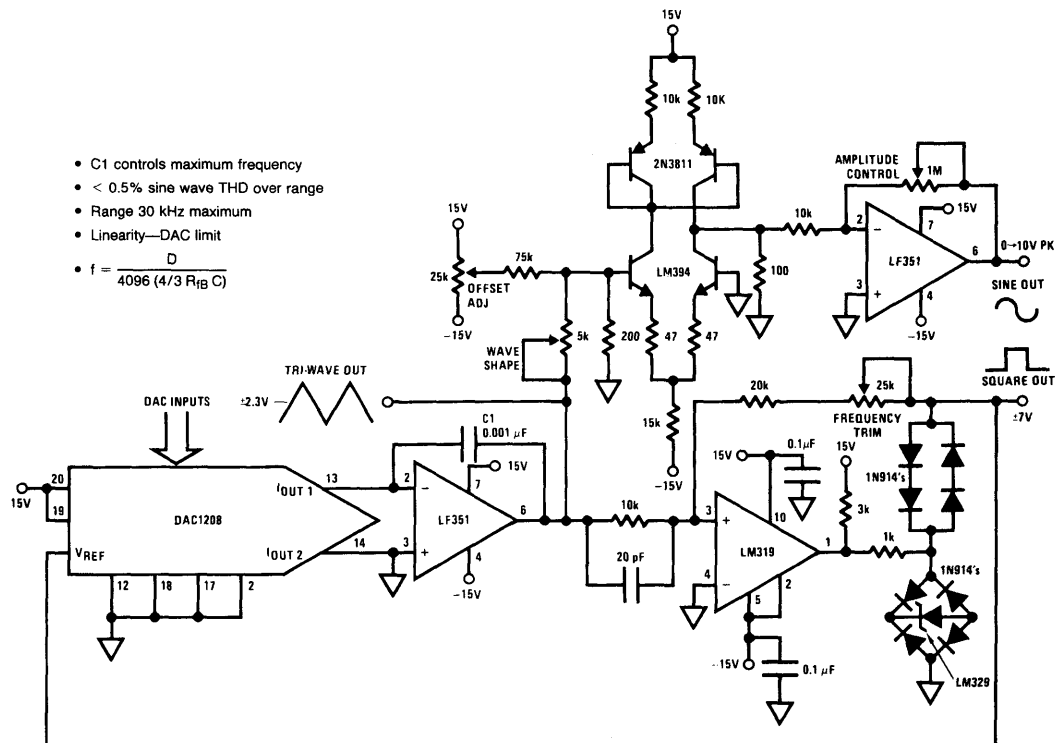 15V
10k
10K
2N3811
• C1 controls maximum frequency
• < 0.5% sine wave THD over range
• Range 30 kHz maximum
• Linearity—DAC limit
• f = D
4096 (4/3 RfB C)
AMPLITUDE
CONTROL
1M
15V
10k
2
−
7
LF351
6
0→10V PK
3
+
4
−15V
SINE OUT
100
15V
25k
75k
OFFSET
ADJ
−15V
LM394
5k
WAVE
SHAPE
200
47
47
SQUARE OUT
±7V
20k
25k
FREQUENCY
TRIM
15k
−15V
TRI-WAVE OUT
±2.3V
DAC INPUTS
C1
0.001 µF
15V
20
19
15V
VREF
DAC1208
IOUT 1
13
IOUT 2
14
12
18
17
2
2
−
7
LF351
6
3
+
4
−15V
10k
20 pF
0.1µF
15V
15V
3k
3
+
10
LM319
1
4
−
5
2
1k
−15V
0.1 µF
1N914's
1N914's
LM329